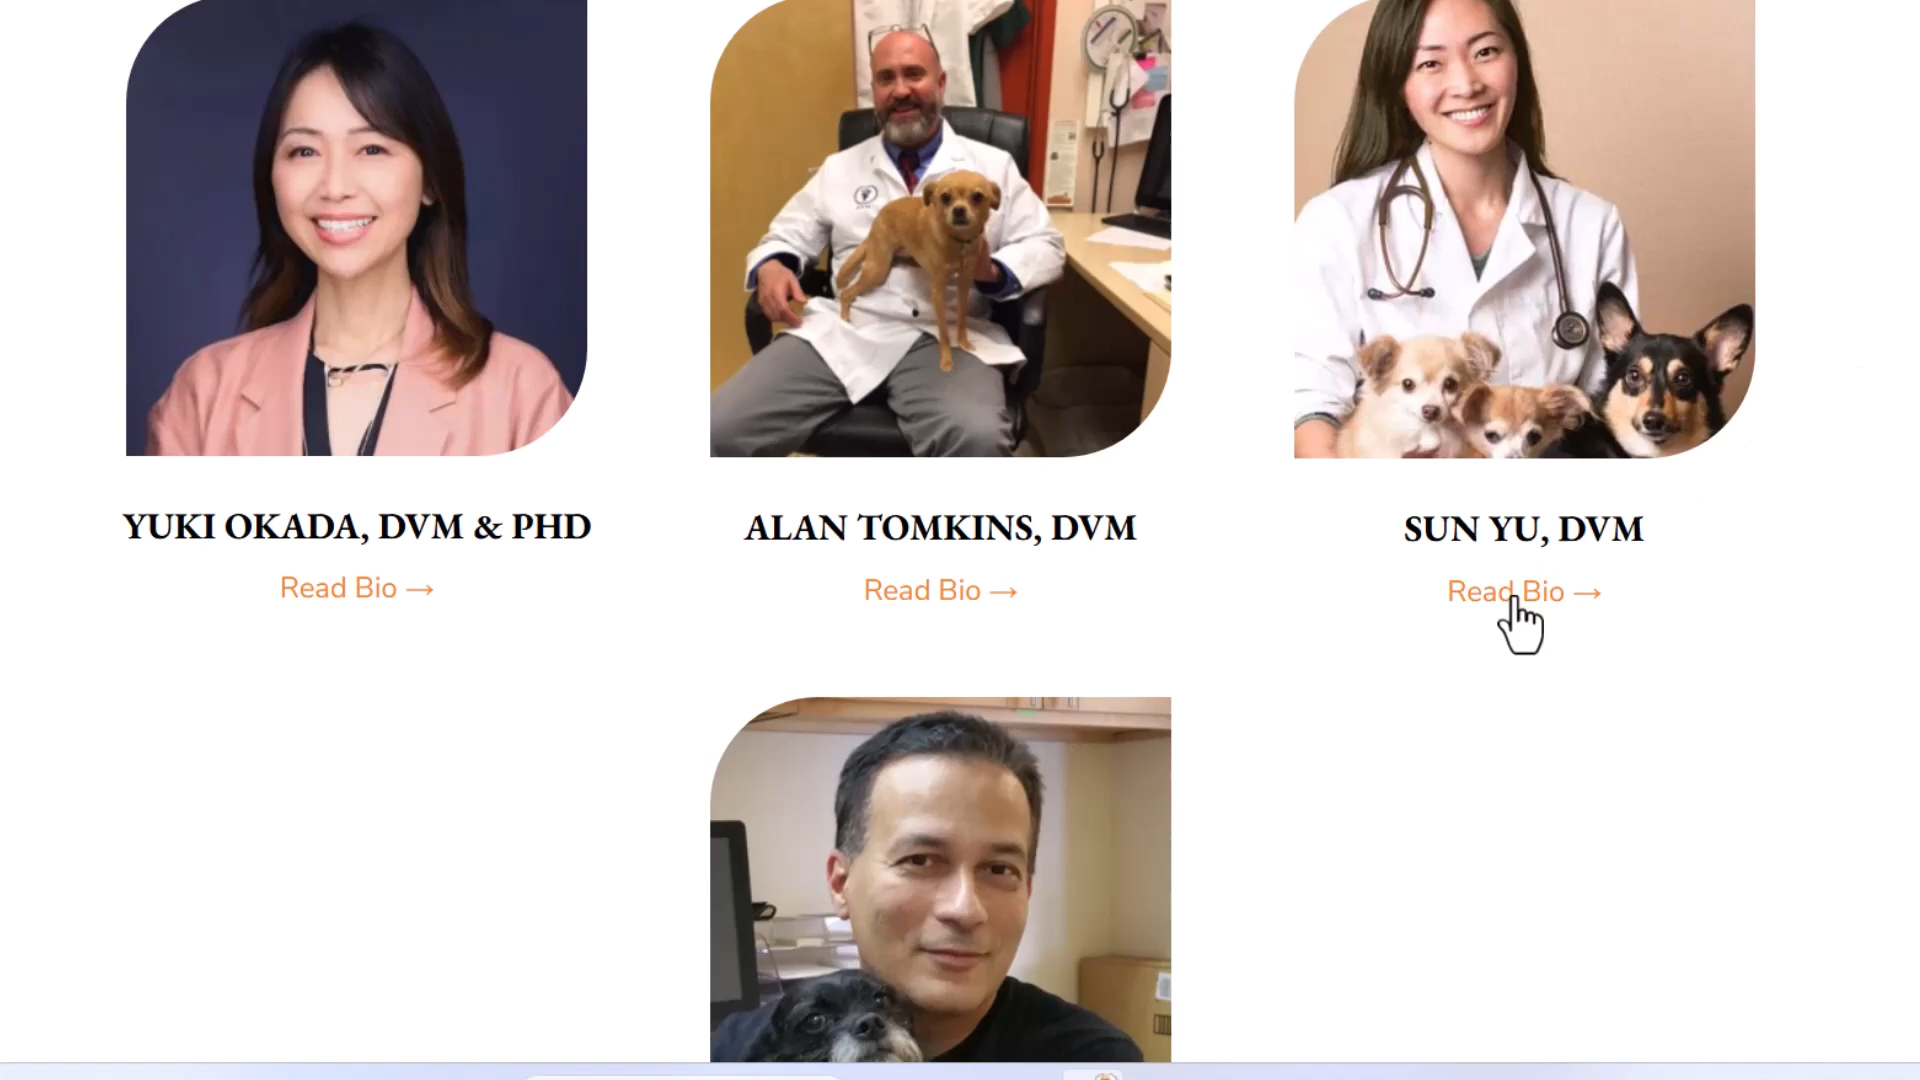 YUKI OKADA, DVM & PHD
Read Bio →
ALAN TOMKINS, DVM
Read Bio →
SUN YU, DVM
Read Bio →